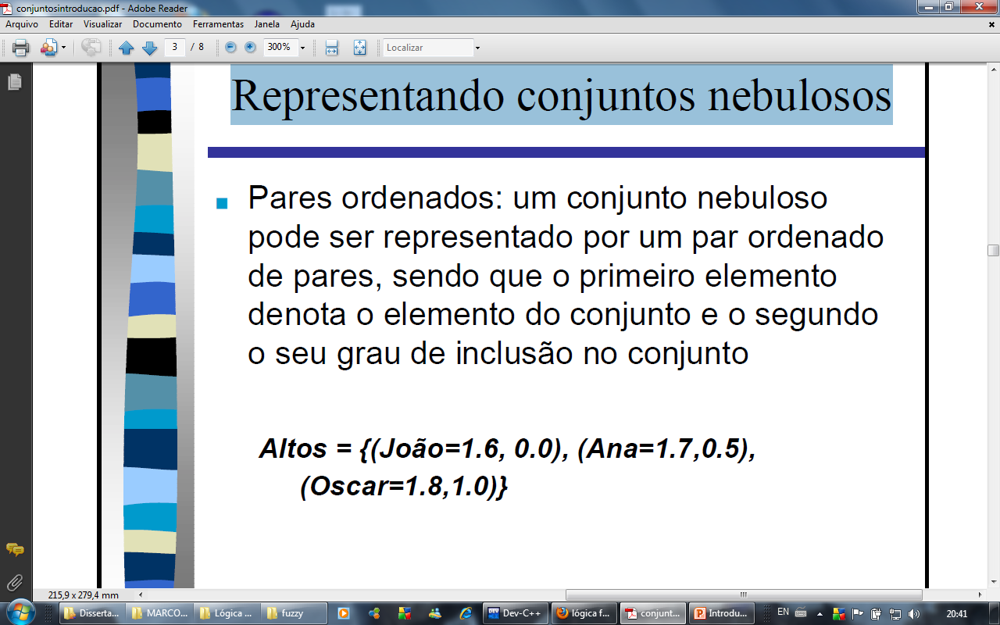 conjuntosintroducao.pdf - Adobe Reader
Arquivo Editar Visualizar Documento Ferramentas Janela Ajuda
3 / 8 300% Localizar
Representando conjuntos nebulosos
Pares ordenados: um conjunto nebuloso
pode ser representado por um par ordenado
de pares, sendo que o primeiro elemento
denota o elemento do conjunto e o segundo
o seu grau de inclusão no conjunto
Altos = {(João=1.6, 0.0), (Ana=1.7,0.5),
(Oscar=1.8,1.0)}
215,9 x 279,4 mm
Disserta... MARCO... Lógica ... fuzzy DEV Dev-C++ lógica f... conjunt... Introdu... EN 20:41